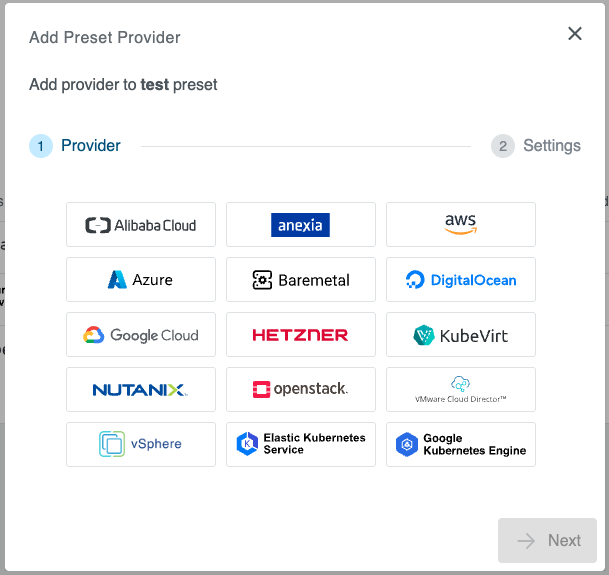 Add Preset Provider
Add provider to test preset
1 Provider
2 Settings
Alibaba Cloud
anexia
aws
Azure
Baremetal
DigitalOcean
Google Cloud
HETZNER
KubeVirt
NUTANIX
openstack.
VMware Cloud Director™
vSphere
Elastic Kubernetes
Service
Google
Kubernetes Engine
Next